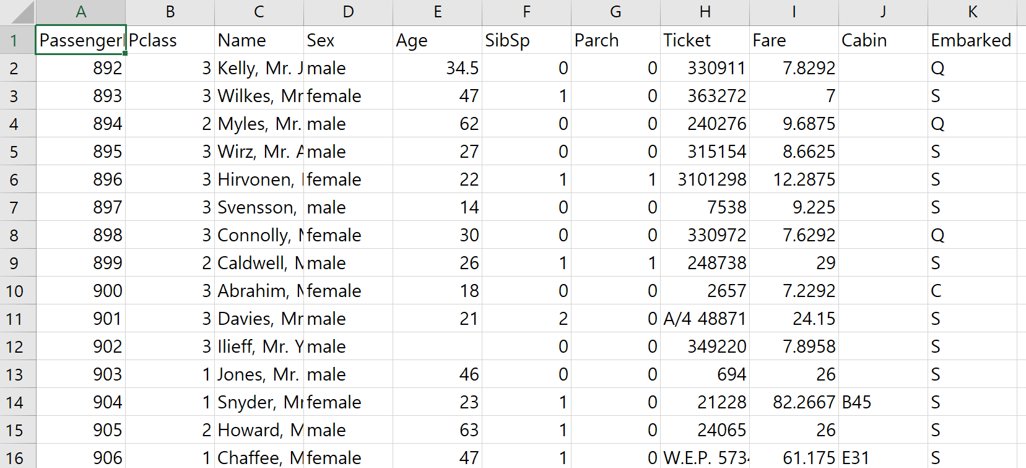 A B C D E F G H I J K
1 Passenger Pclass Name Sex Age SibSp Parch Ticket Fare Cabin Embarked
2 892 3 Kelly, Mr. J male 34.5 0 0 330911 7.8292 Q
3 893 3 Wilkes, Mr female 47 1 0 363272 7 S
4 894 2 Myles, Mr. male 62 0 0 240276 9.6875 Q
5 895 3 Wirz, Mr. A male 27 0 0 315154 8.6625 S
6 896 3 Hirvonen, female 22 1 1 3101298 12.2875 S
7 897 3 Svensson, male 14 0 0 7538 9.225 S
8 898 3 Connolly, female 30 0 0 330972 7.6292 Q
9 899 2 Caldwell, male 26 1 1 248738 29 S
10 900 3 Abrahim, female 18 0 0 2657 7.2292 C
11 901 3 Davies, Mr male 21 2 0 A/4 48871 24.15 S
12 902 3 Ilieff, Mr. Y male 0 0 349220 7.8958 S
13 903 1 Jones, Mr. male 46 0 0 694 26 S
14 904 1 Snyder, Mr female 23 1 0 21228 82.2667 B45 S
15 905 2 Howard, M male 63 1 0 24065 26 S
16 906 1 Chaffee, M female 47 1 0 W.E.P. 573 61.175 E31 S